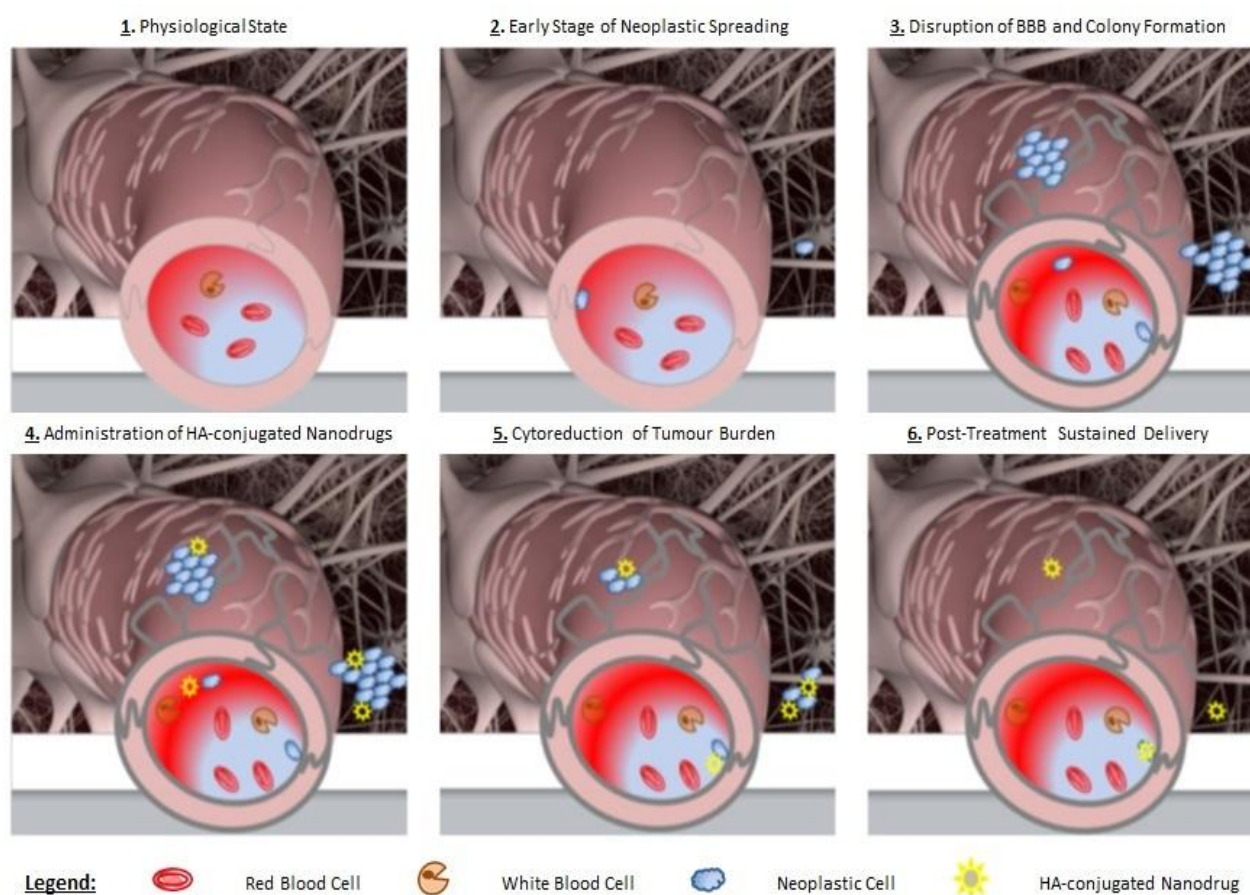 1. Physiological State
2. Early Stage of Neoplastic Spreading
3. Disruption of BBB and Colony Formation
4. Administration of HA-conjugated Nanodrugs
5. Cytoreduction of Tumour Burden
6. Post-Treatment Sustained Delivery
Legend: Red Blood Cell White Blood Cell Neoplastic Cell HA-conjugated Nanodrug